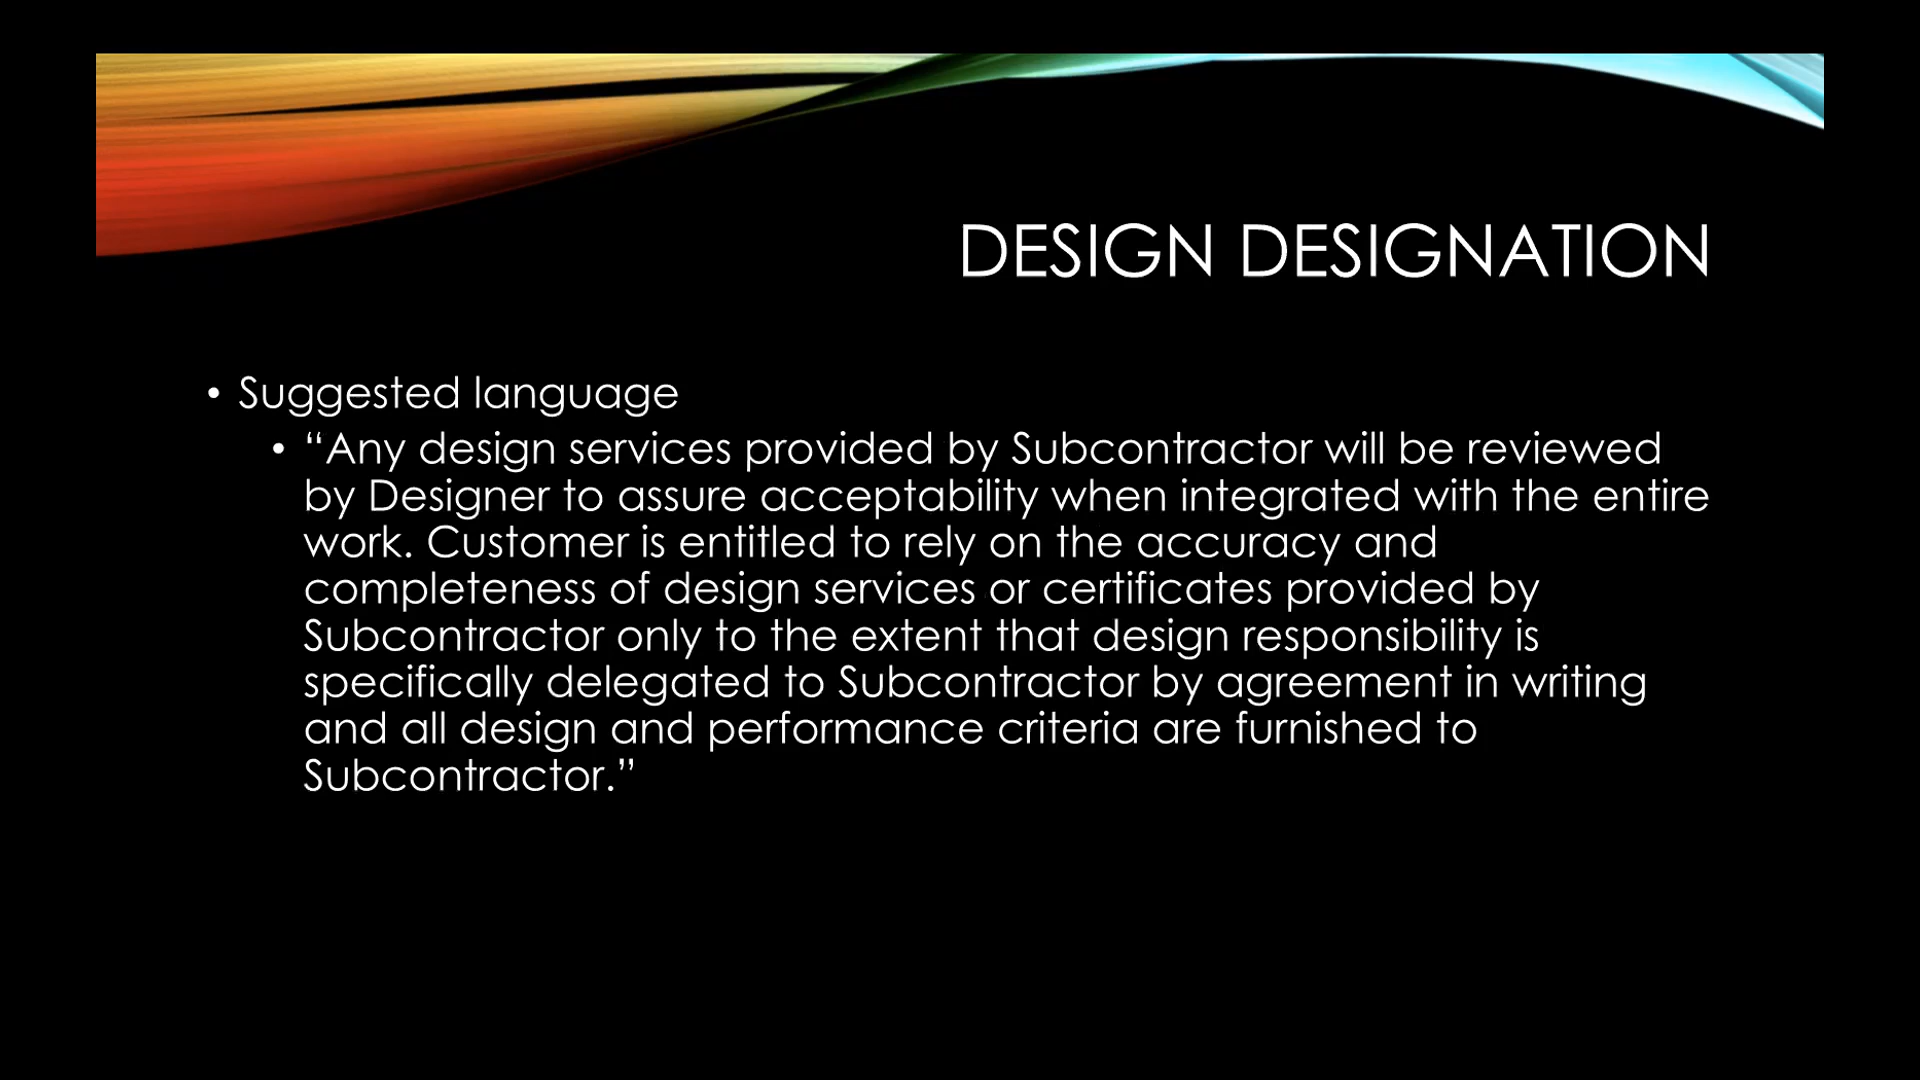 DESIGN DESIGNATION
• Suggested language
• “Any design services provided by Subcontractor will be reviewed
by Designer to assure acceptability when integrated with the entire
work. Customer is entitled to rely on the accuracy and
completeness of design services or certificates provided by
Subcontractor only to the extent that design responsibility is
specifically delegated to Subcontractor by agreement in writing
and all design and performance criteria are furnished to
Subcontractor.”